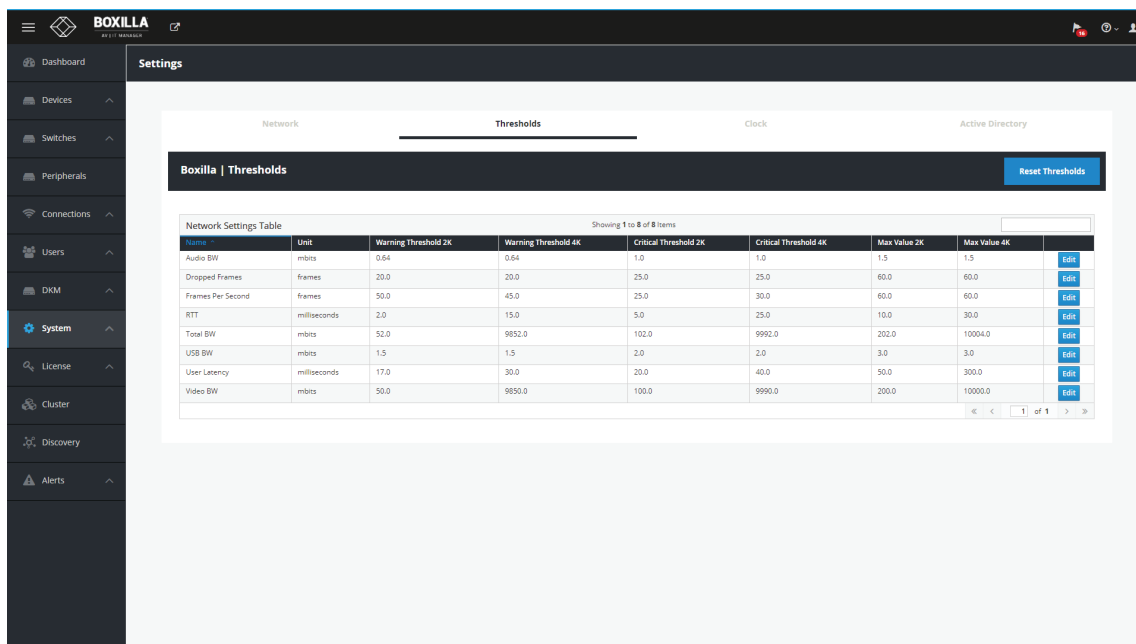 BOXILLA
16
Dashboard
Settings
Devices
Switches
Peripherals
Connections
Users
DKM
System
License
Cluster
Discovery
Alerts
Network Thresholds Clock Active Directory
Boxilla | Thresholds Reset Thresholds
Network Settings Table Showing 1 to 8 of 8 Items
Name Unit Warning Threshold 2K Warning Threshold 4K Critical Threshold 2K Critical Threshold 4K Max Value 2K Max Value 4K
Audio BW mbits 0.64 0.64 1.0 1.0 1.5 1.5 Edit
Dropped Frames frames 20.0 20.0 25.0 25.0 60.0 60.0 Edit
Frames Per Second frames 50.0 45.0 25.0 30.0 60.0 60.0 Edit
RTT milliseconds 2.0 15.0 5.0 25.0 10.0 30.0 Edit
Total BW mbits 52.0 9852.0 102.0 9992.0 202.0 10004.0 Edit
USB BW mbits 1.5 1.5 2.0 2.0 3.0 3.0 Edit
User Latency milliseconds 17.0 30.0 20.0 40.0 50.0 300.0 Edit
Video BW mbits 50.0 9850.0 100.0 9990.0 200.0 10000.0 Edit
1 of 1